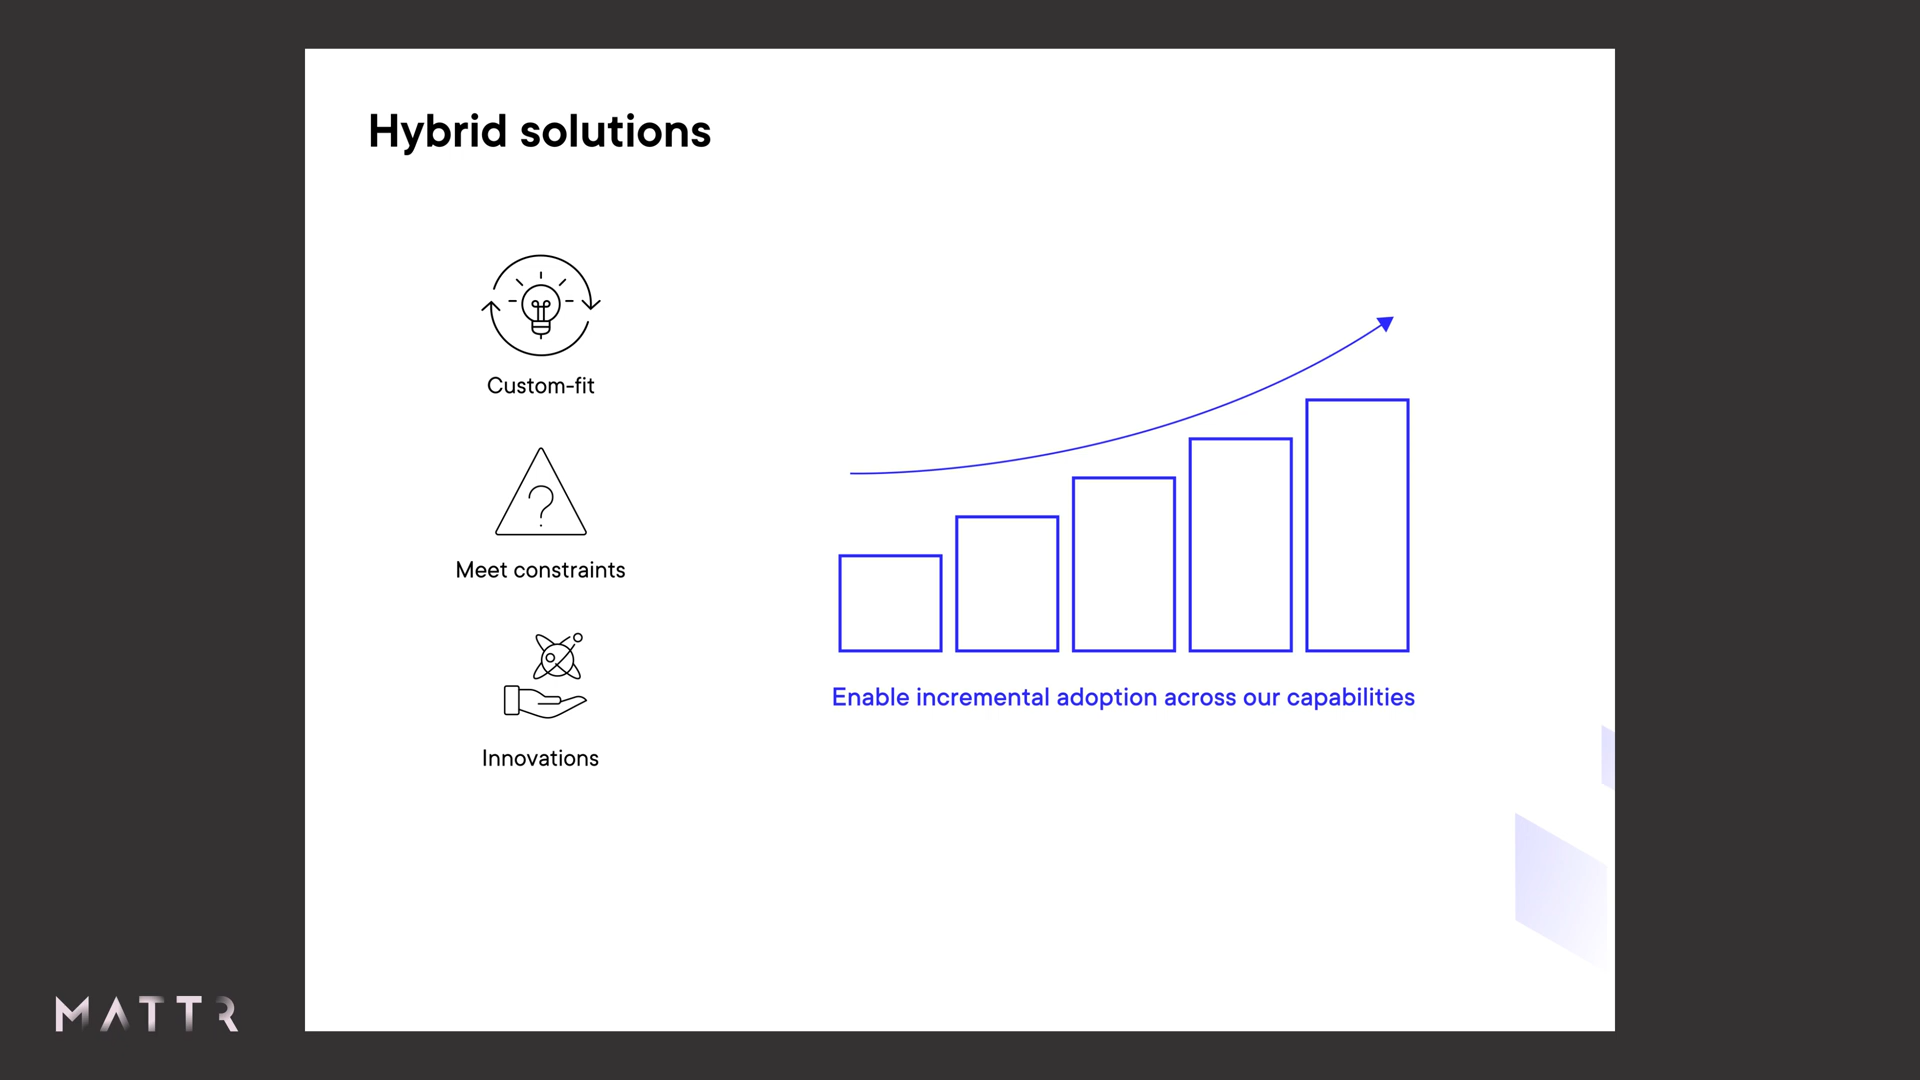 Hybrid solutions
Custom-fit
Meet constraints
?
Innovations
Enable incremental adoption across our capabilities
MATTR